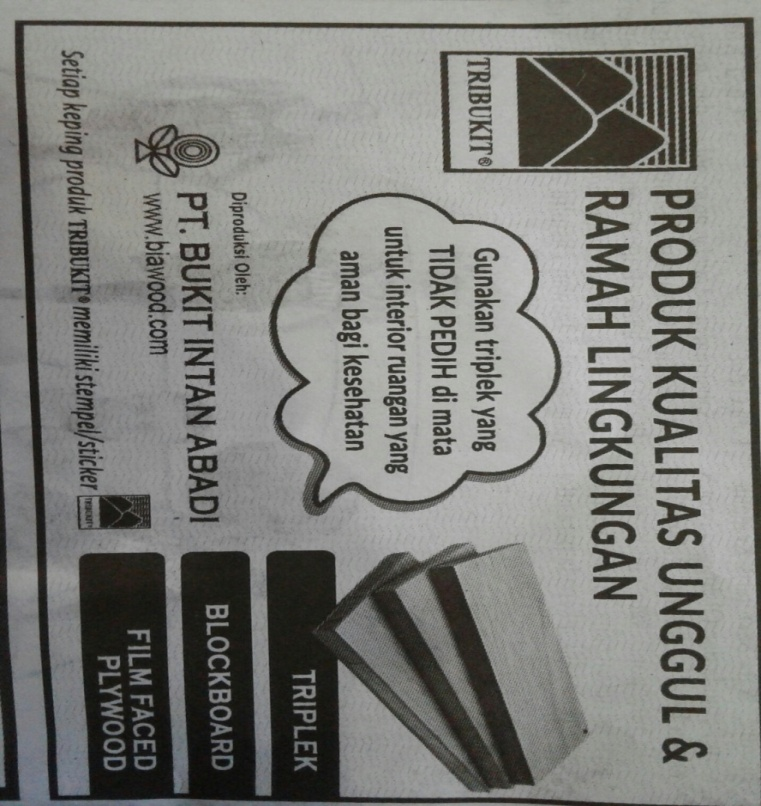 TRIBUKIT®
PRODUK KUALITAS UNGGUL &
RAMAH LINGKUNGAN
Gunakan triplek yang
TIDAK PEDIH di mata
untuk interior ruangan yang
aman bagi kesehatan
Diproduksi Oleh:
PT. BUKIT INTAN ABADI
www.biawood.com
Setiap keping produk TRIBUKIT® memiliki stempel/sticker
TRIBUKIT®
TRIPLEK
BLOCKBOARD
FILM FACED
PLYWOOD